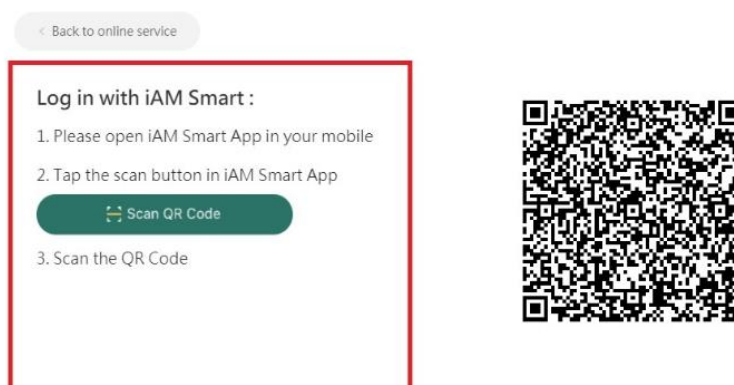 < Back to online service
Log in with iAM Smart :
1. Please open iAM Smart App in your mobile
2. Tap the scan button in iAM Smart App
Scan QR Code
3. Scan the QR Code